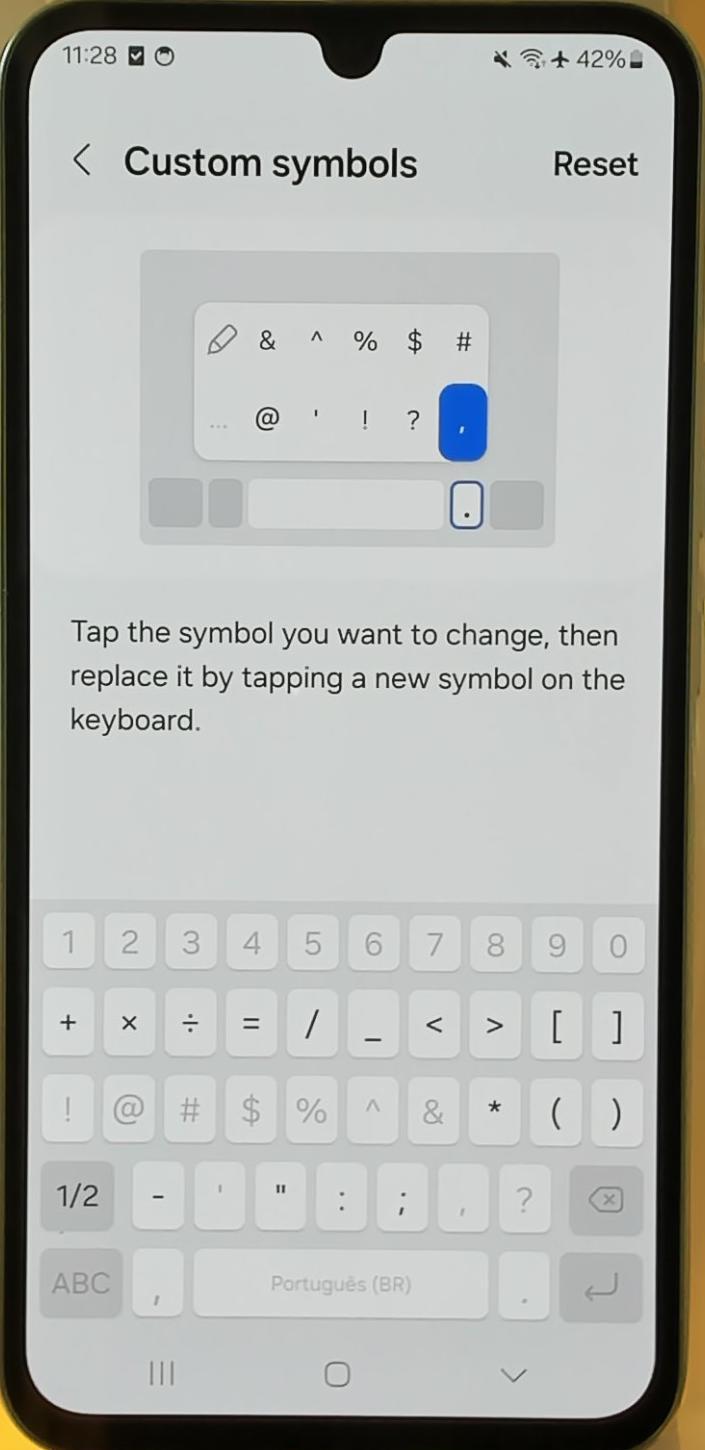 11:28 42%
Custom symbols Reset
& ^ % $ #
... @ ' ! ? ,
.
Tap the symbol you want to change, then
replace it by tapping a new symbol on the
keyboard.
1 2 3 4 5 6 7 8 9 0
+ × ÷ = / _ < > [ ]
! @ # $ % ^ & * ( )
1/2 - ' " : ; , ?
ABC , Português (BR) .